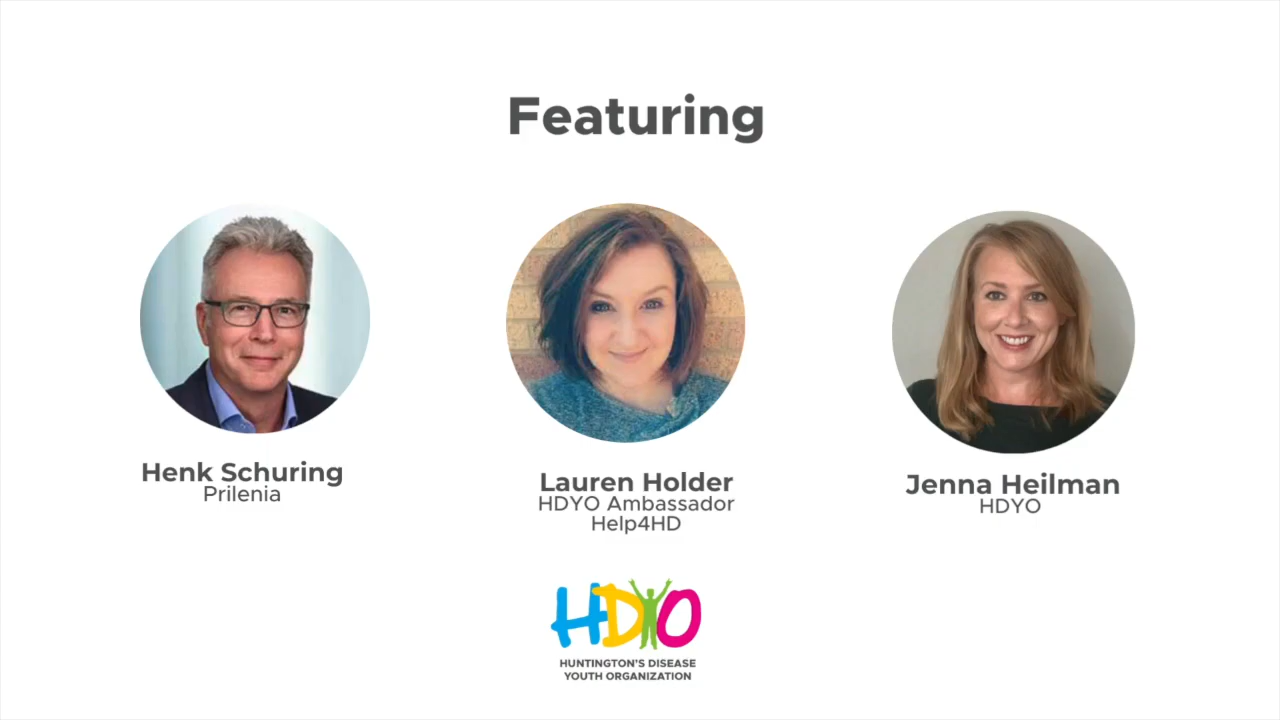 Featuring
Henk Schuring
Prilenia
Lauren Holder
HDYO Ambassador
Help4HD
Jenna Heilman
HDYO
HDYO
HUNTINGTON'S DISEASE
YOUTH ORGANIZATION